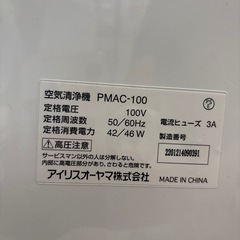 空気清浄機 PMAC-100
定格電圧 100V
定格周波数 50/60Hz
定格消費電力 42/46W
電流ヒューズ 3A
製造番号
2201214090391
⚠高圧注意
サービスマン以外の人は、開けないでください。
アイリスオーヤマ株式会社
MADE IN CHINA